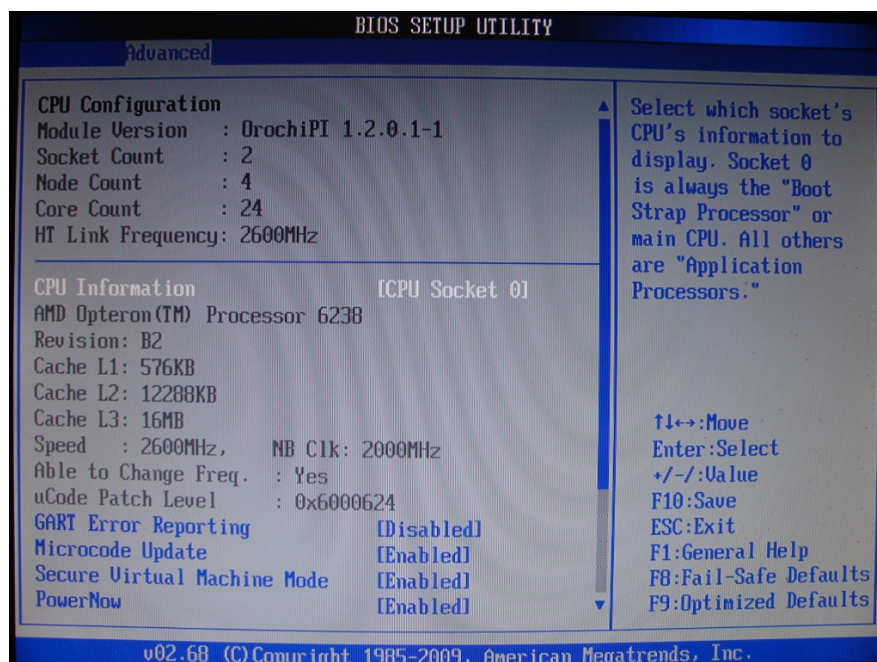 BIOS SETUP UTILITY
Advanced
CPU Configuration
Module Version : OrochiPI 1.2.0.1-1
Socket Count : 2
Node Count : 4
Core Count : 24
HT Link Frequency: 2600MHz
CPU Information [CPU Socket 0]
AMD Opteron(TM) Processor 6238
Revision: B2
Cache L1: 576KB
Cache L2: 12288KB
Cache L3: 16MB
Speed : 2600MHz, NB Clk: 2000MHz
Able to Change Freq. : Yes
uCode Patch Level : 0x6000624
GART Error Reporting [Disabled]
Microcode Update [Enabled]
Secure Virtual Machine Mode [Enabled]
PowerNow [Enabled]
Select which socket's
CPU's information to
display. Socket 0
is always the "Boot
Strap Processor" or
main CPU. All others
are "Application
Processors."
↑↓↔:Move
Enter:Select
+/-/:Value
F10:Save
ESC:Exit
F1:General Help
F8:Fail-Safe Defaults
F9:Optimized Defaults
v02.68 (C)Copyright 1985-2009, American Megatrends, Inc.